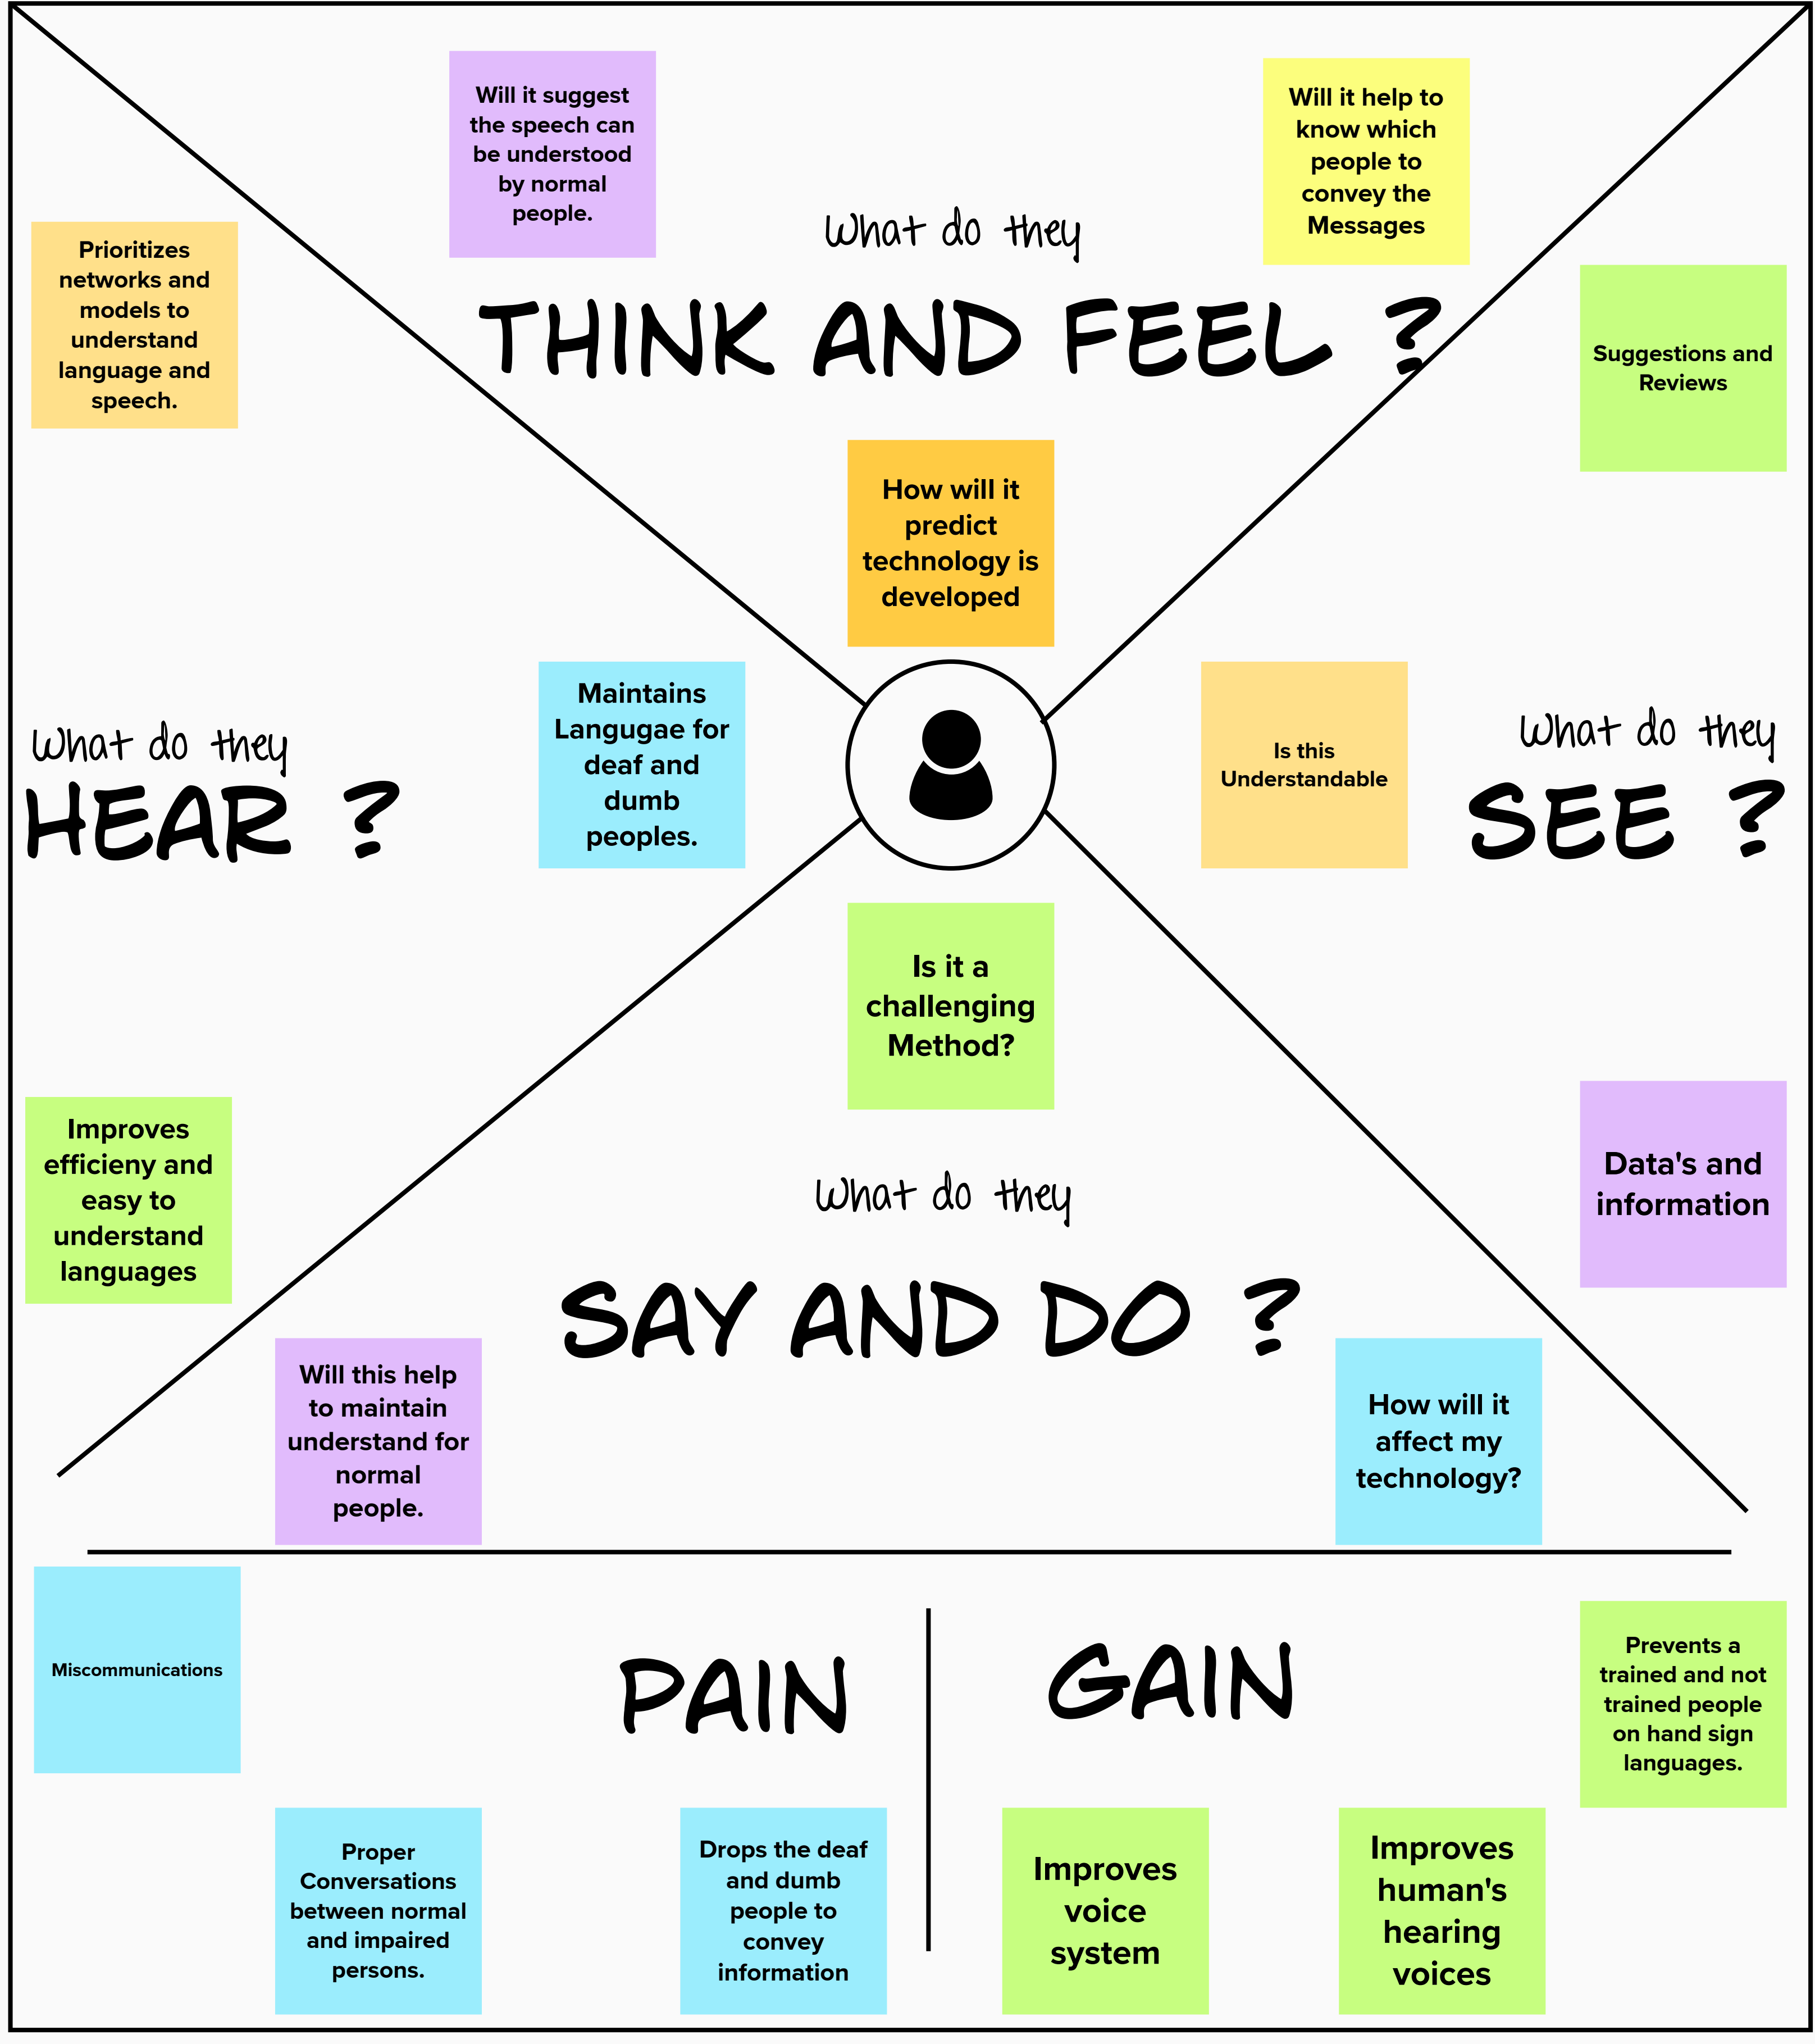 Will it suggest
the speech can
be understood
by normal
people.
Will it help to
know which
people to
convey the
Messages
What do they
THINK AND FEEL ?
How will it
predict
technology is
developed
Prioritizes
networks and
models to
understand
language and
speech.
What do they
HEAR ?
Maintains
Langugae for
deaf and
dumb
peoples.
Improves
efficieny and
easy to
understand
languages
Suggestions and
Reviews
Is this
Understandable
What do they
SEE ?
Data's and
information
Is it a
challenging
Method?
What do they
SAY AND DO ?
Will this help
to maintain
understand for
normal
people.
How will it
affect my
technology?
Miscommunications
PAIN
Proper
Conversations
between normal
and impaired
persons.
Drops the deaf
and dumb
people to
convey
information
GAIN
Prevents a
trained and not
trained people
on hand sign
languages.
Improves
voice
system
Improves
human's
hearing
voices